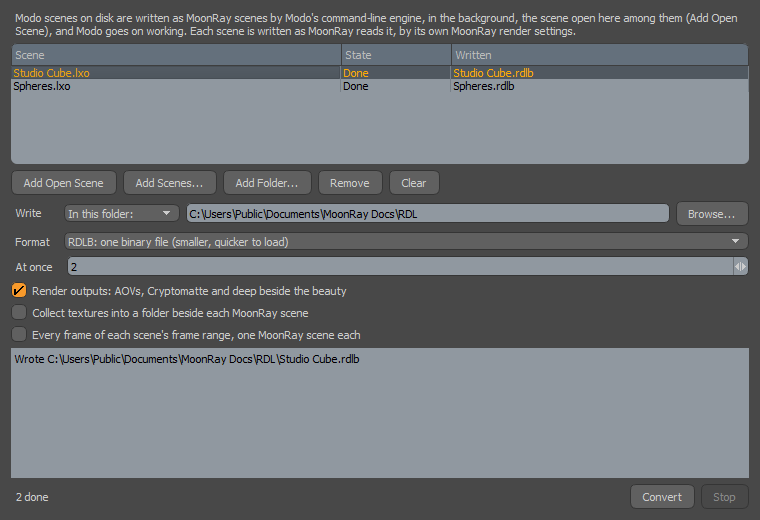 Modo scenes on disk are written as MoonRay scenes by Modo's command-line engine, in the background, the scene open here among them (Add Open
Scene), and Modo goes on working. Each scene is written as MoonRay reads it, by its own MoonRay render settings.
Scene State Written
Studio Cube.lxo Done Studio Cube.rdlb
Spheres.lxo Done Spheres.rdlb
Add Open Scene Add Scenes... Add Folder... Remove Clear
Write In this folder: C:\Users\Public\Documents\MoonRay Docs\RDL Browse...
Format RDLB: one binary file (smaller, quicker to load)
At once 2
Render outputs: AOVs, Cryptomatte and deep beside the beauty
Collect textures into a folder beside each MoonRay scene
Every frame of each scene's frame range, one MoonRay scene each
Wrote C:\Users\Public\Documents\MoonRay Docs\RDL\Studio Cube.rdlb
2 done Convert Stop